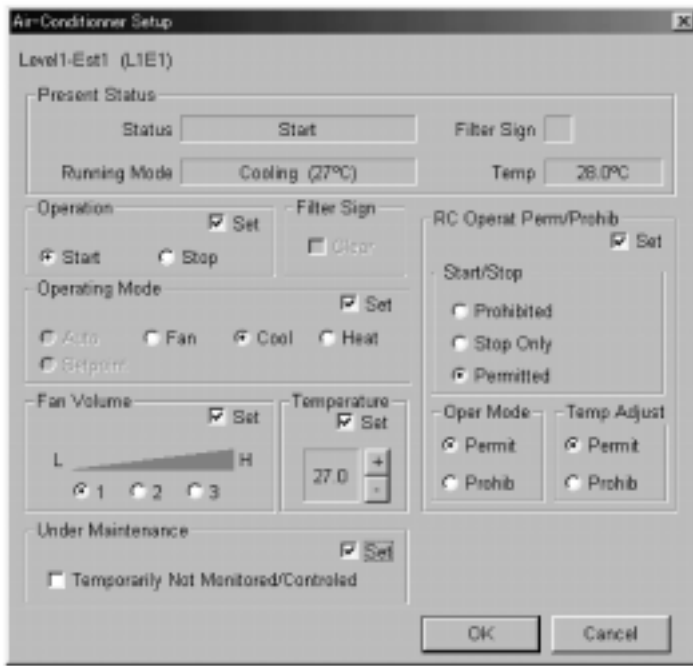 Air-Conditionner Setup
Level1-Est1 (L1E1)
Present Status
Status Start Filter Sign
Running Mode Cooling (27ºC) Temp 28.0ºC
Operation
Set
Start Stop
Filter Sign
Clear
Operating Mode
Set
Auto Fan Cool Heat
Setpoint
Fan Volume
Set
L H
1 2 3
Temperature
Set
27.0 +
-
RC Operat Perm/Prohib
Set
Start/Stop
Prohibited
Stop Only
Permitted
Oper Mode
Permit
Prohib
Temp Adjust
Permit
Prohib
Under Maintenance
Set
Temporarily Not Monitored/Controled
OK Cancel